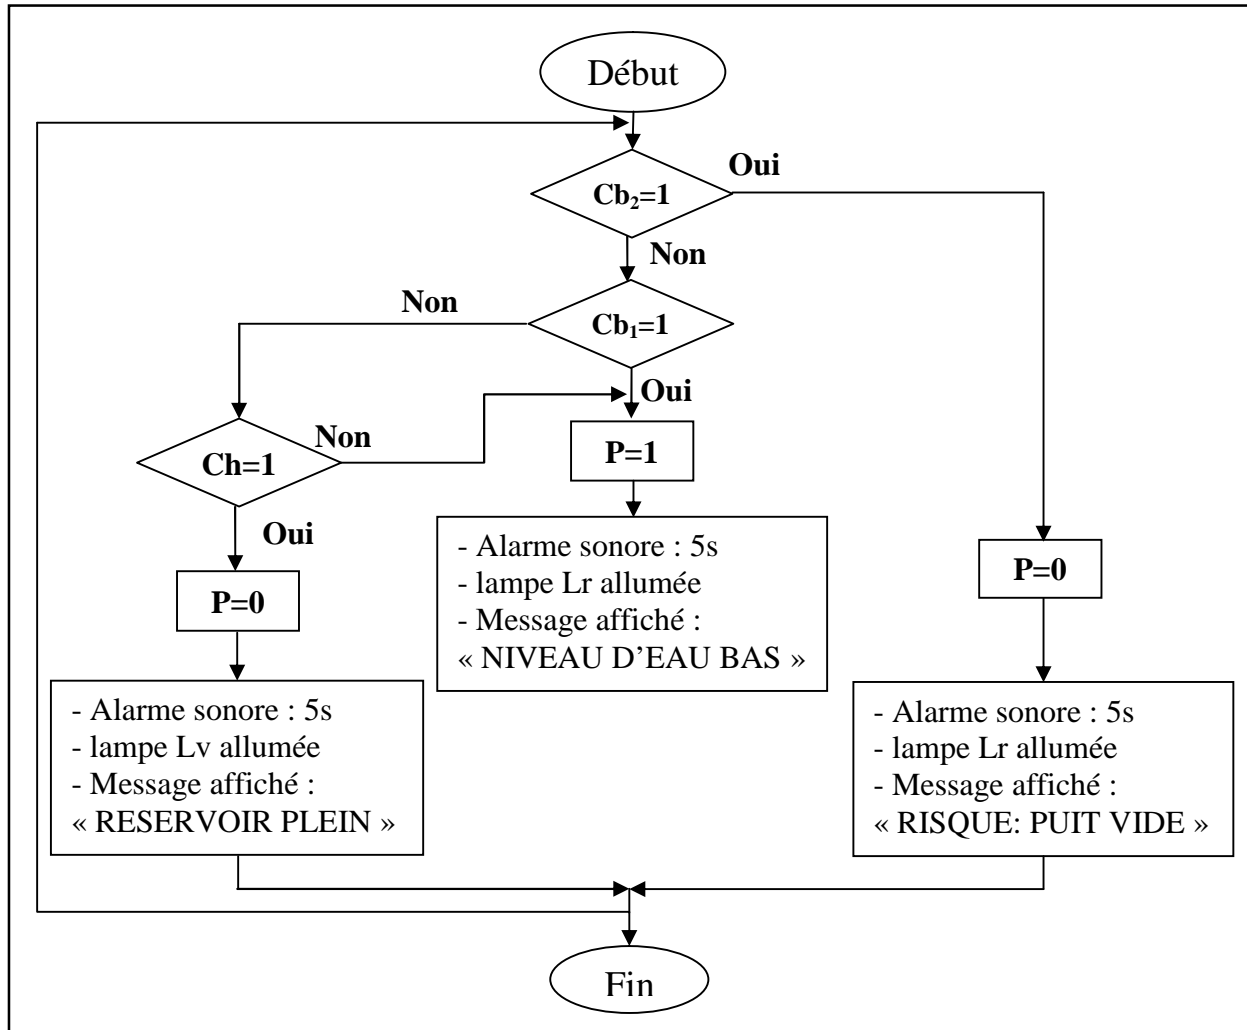 Début
Oui
Cb₂=1
Non
Non
Cb₁=1
Oui
Non
Ch=1
P=1
Oui
- Alarme sonore : 5s
- lampe Lr allumée
- Message affiché :
« NIVEAU D’EAU BAS »
P=0
P=0
- Alarme sonore : 5s
- lampe Lv allumée
- Message affiché :
« RESERVOIR PLEIN »
- Alarme sonore : 5s
- lampe Lr allumée
- Message affiché :
« RISQUE: PUIT VIDE »
Fin